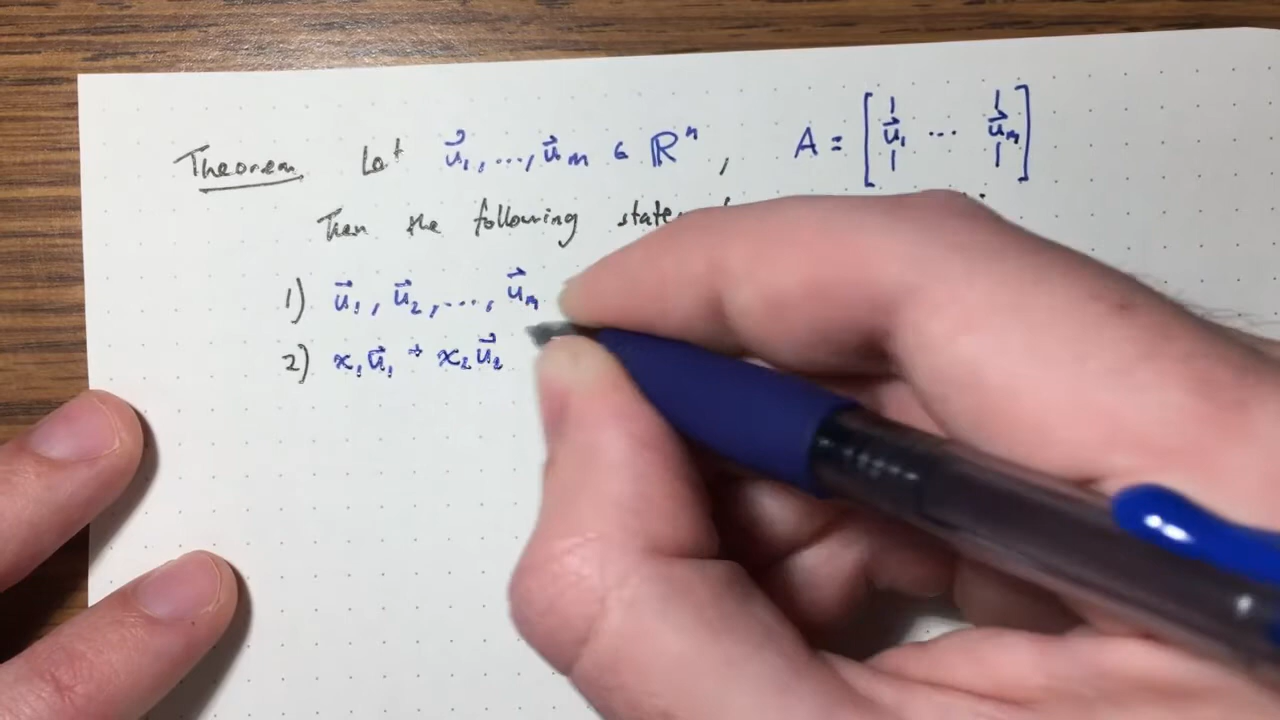 Theorem Let u⃗₁, ..., u⃗ₘ ∈ ℝⁿ, A = [u⃗₁ ... u⃗ₘ]
Then the following
1) u⃗₁, u⃗₂, ..., u⃗ₘ
2) x₁u⃗₁ + x₂u⃗₂